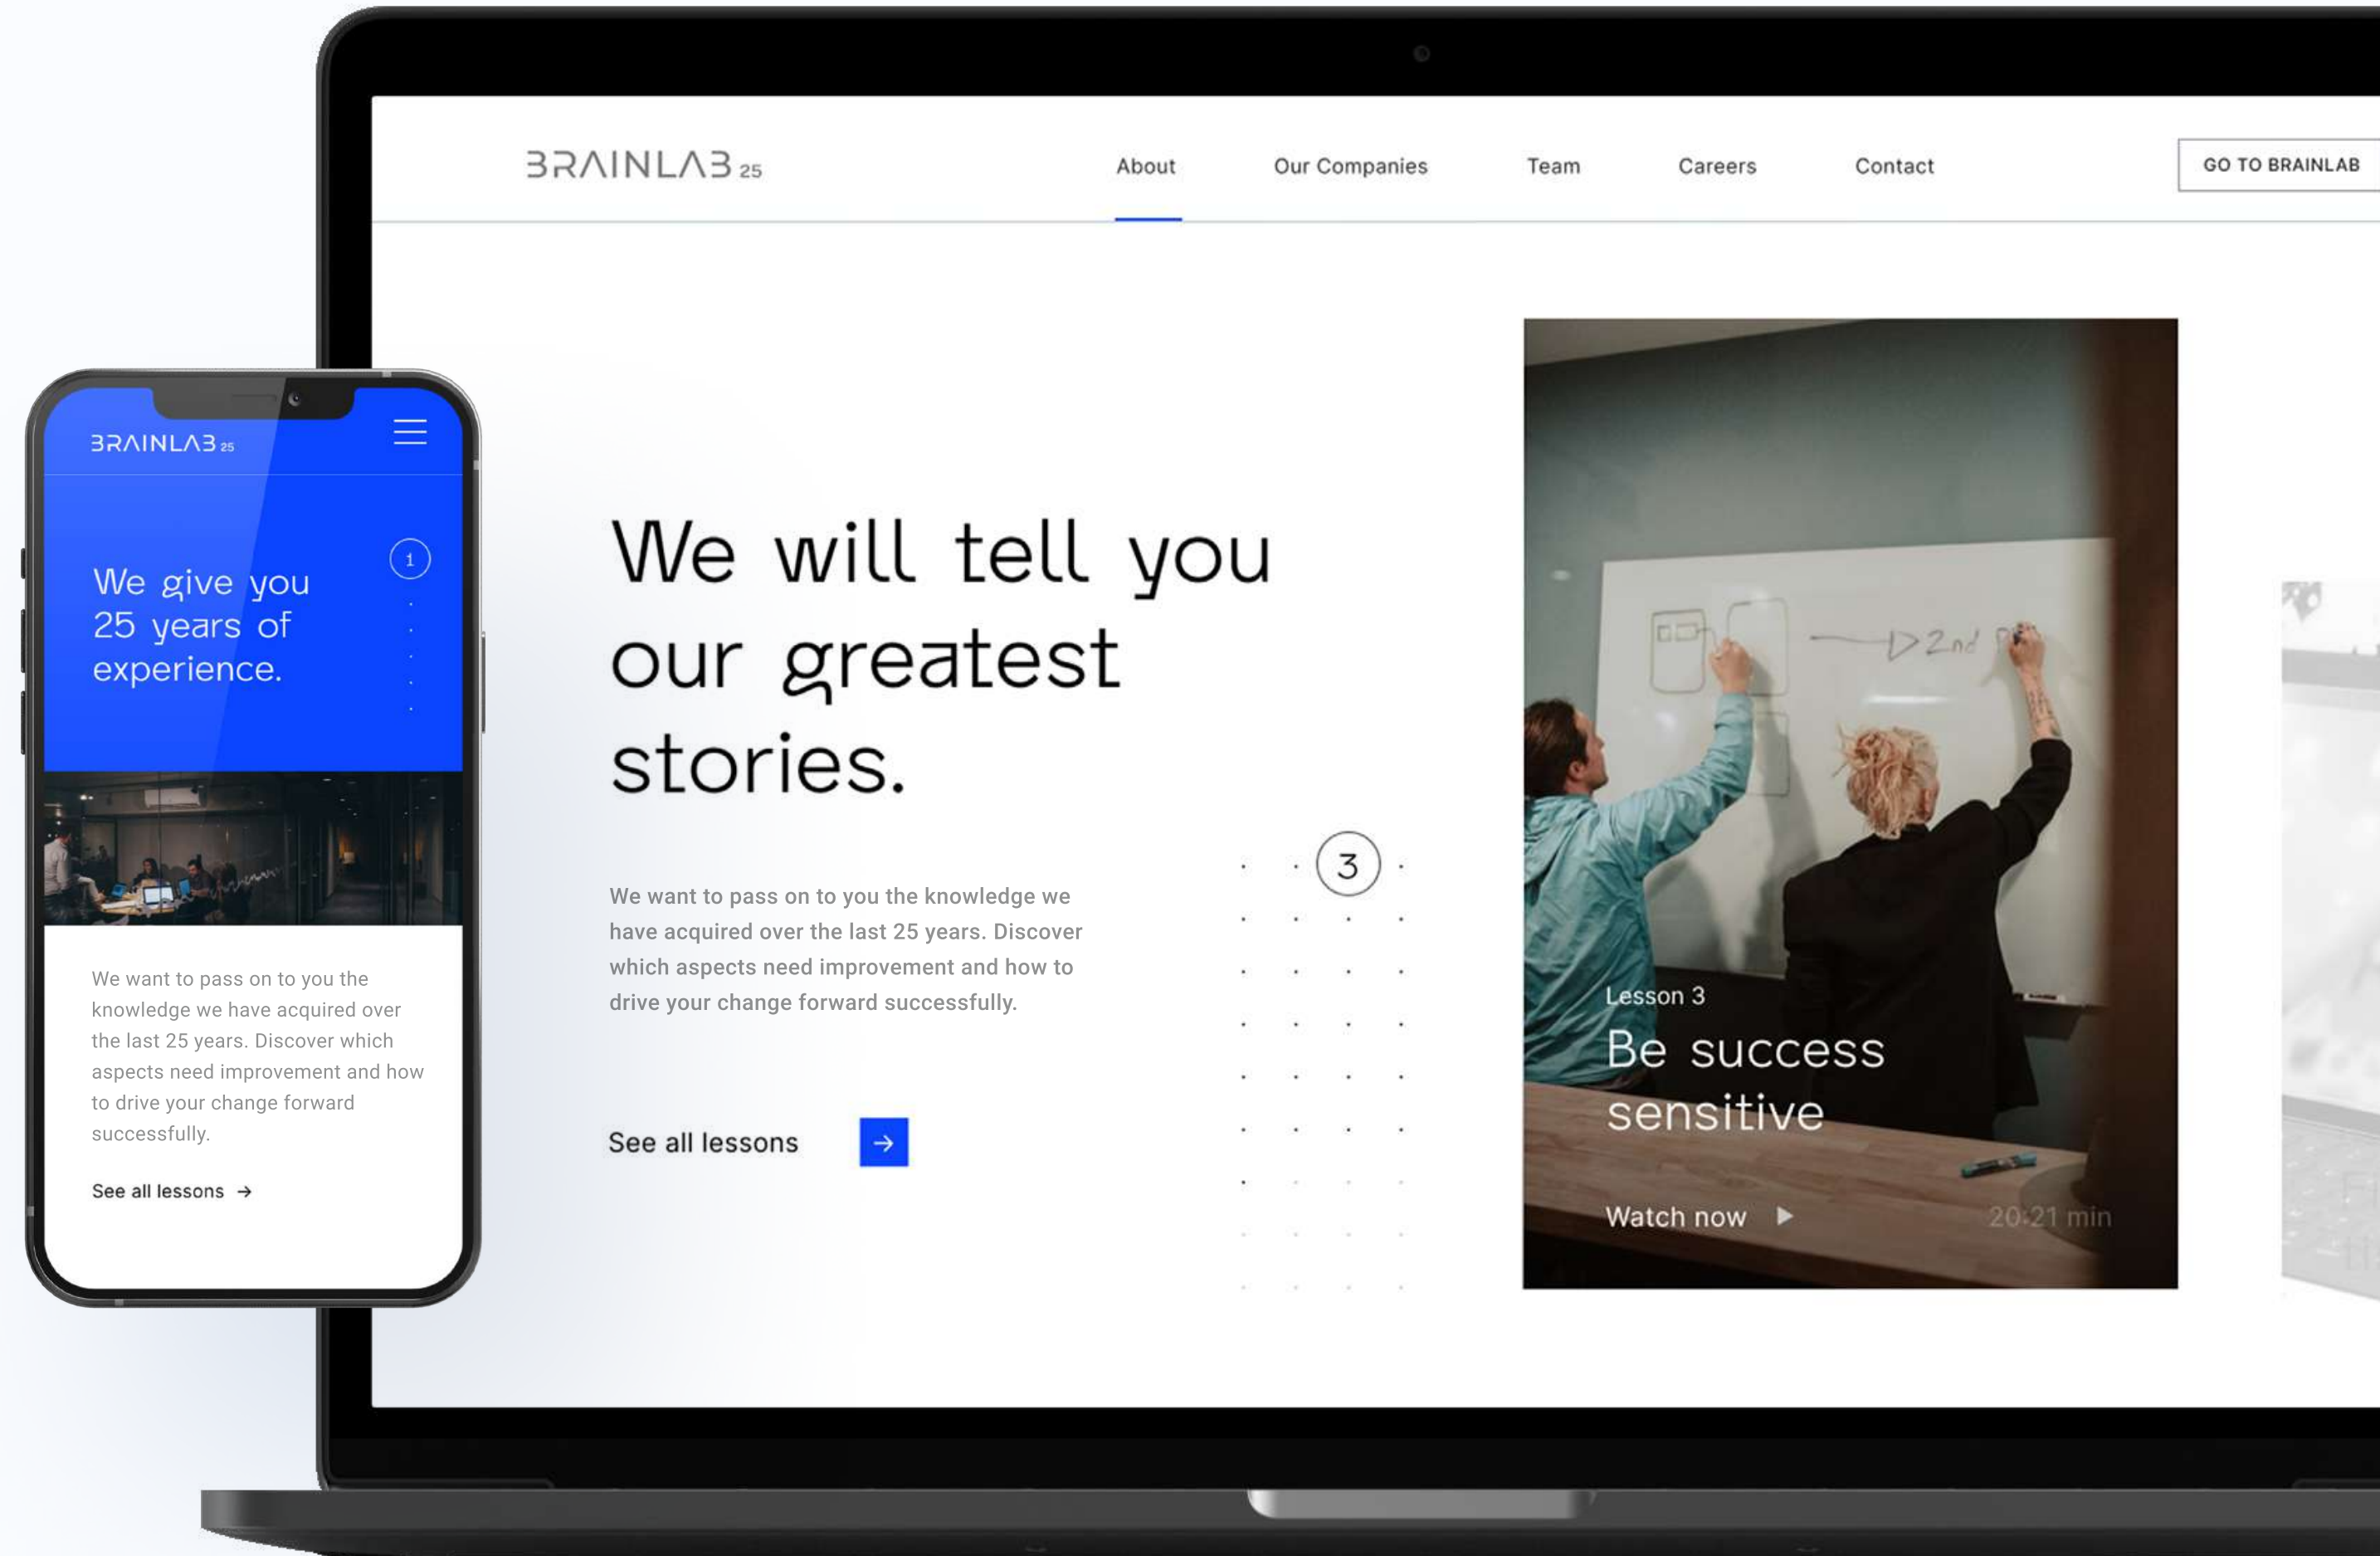 BRAINLAB 25
About
Our Companies
Team
Careers
Contact
GO TO BRAINLAB
We will tell you
our greatest
stories.
We want to pass on to you the knowledge we
have acquired over the last 25 years. Discover
which aspects need improvement and how to
drive your change forward successfully.
See all lessons
3
2nd
Lesson 3
Be success
sensitive
Watch now
20:21 min
BRAINLAB 25
1
We give you
25 years of
experience.
We want to pass on to you the
knowledge we have acquired over
the last 25 years. Discover which
aspects need improvement and how
to drive your change forward
successfully.
See all lessons